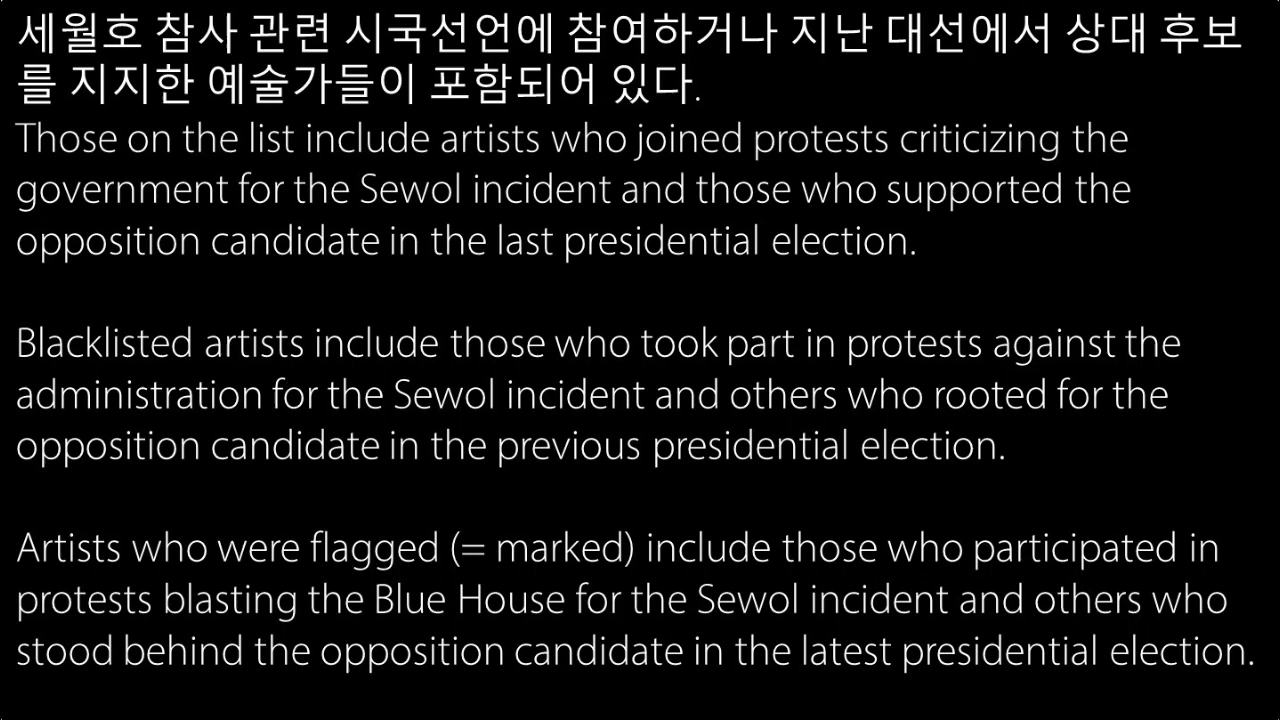 세월호 참사 관련 시국선언에 참여하거나 지난 대선에서 상대 후보
를 지지한 예술가들이 포함되어 있다.
Those on the list include artists who joined protests criticizing the
government for the Sewol incident and those who supported the
opposition candidate in the last presidential election.
Blacklisted artists include those who took part in protests against the
administration for the Sewol incident and others who rooted for the
opposition candidate in the previous presidential election.
Artists who were flagged (= marked) include those who participated in
protests blasting the Blue House for the Sewol incident and others who
stood behind the opposition candidate in the latest presidential election.